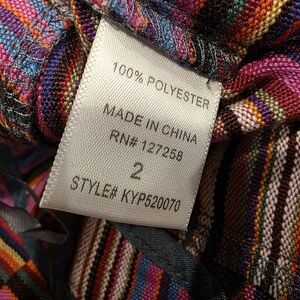 100% POLYESTER
MADE IN CHINA
RN# 127258
2
STYLE# KYP520070